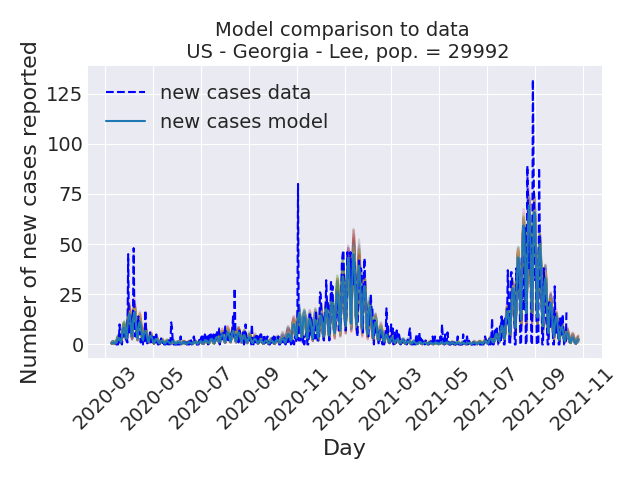 Model comparison to data
US - Georgia - Lee, pop. = 29992
Number of new cases reported
125
100
75
50
25
0
new cases data
new cases model
2020-03
2020-05
2020-07
2020-09
2020-11
2021-01
2021-03
2021-05
2021-07
2021-09
2021-11
Day